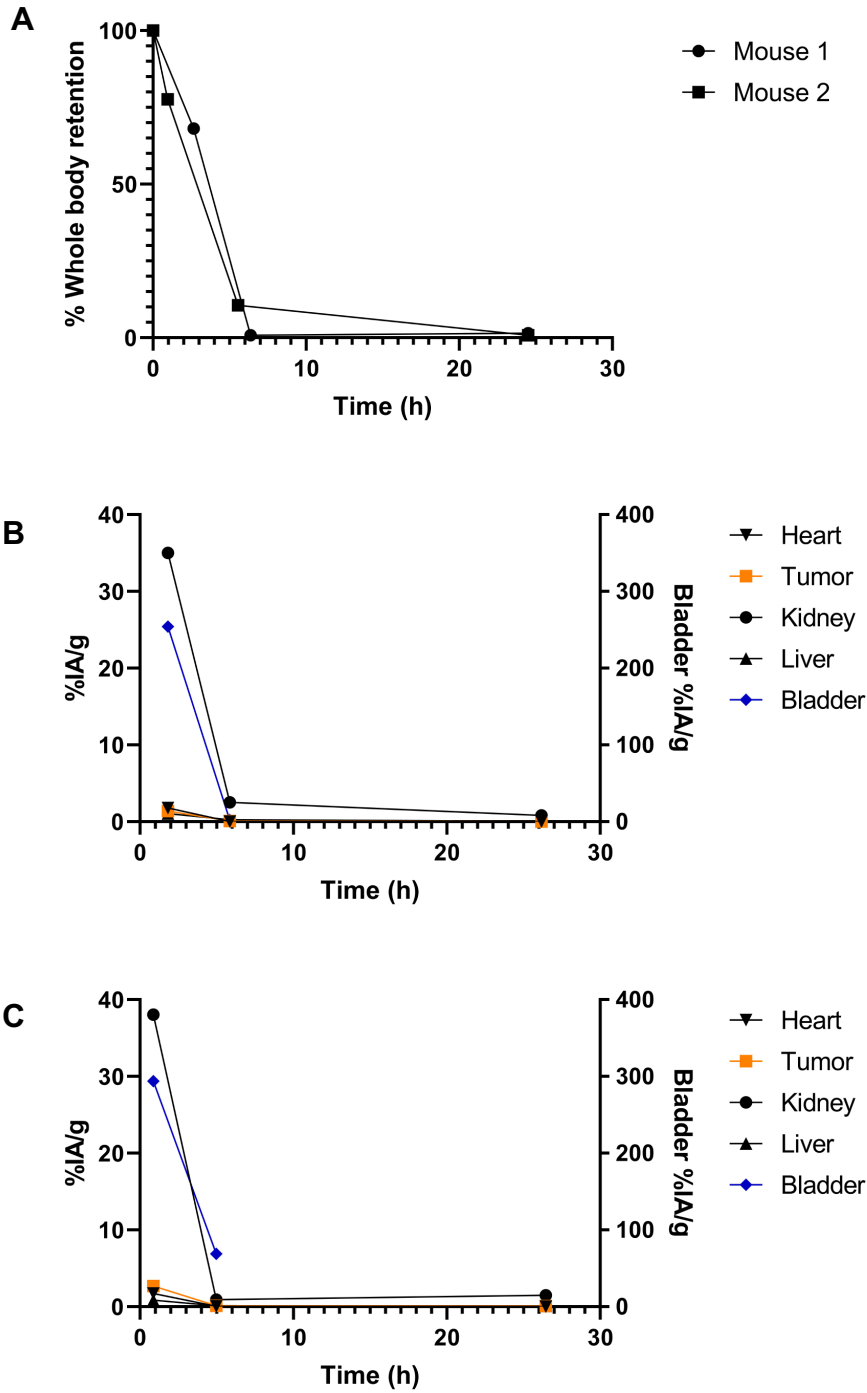 A
% Whole body retention
100
50
0
0 10 20 30
Time (h)
Mouse 1
Mouse 2
B
%IA/g
40
30
20
10
0
0 10 20 30
Time (h)
400
300
200
100
0
Bladder %IA/g
Heart
Tumor
Kidney
Liver
Bladder
C
%IA/g
40
30
20
10
0
0 10 20 30
Time (h)
400
300
200
100
0
Bladder %IA/g
Heart
Tumor
Kidney
Liver
Bladder